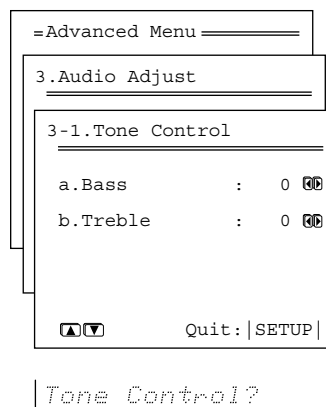 =Advanced Menu
3.Audio Adjust
3-1.Tone Control
a.Bass : 0
b.Treble : 0
Quit:|SETUP|
Tone Control?